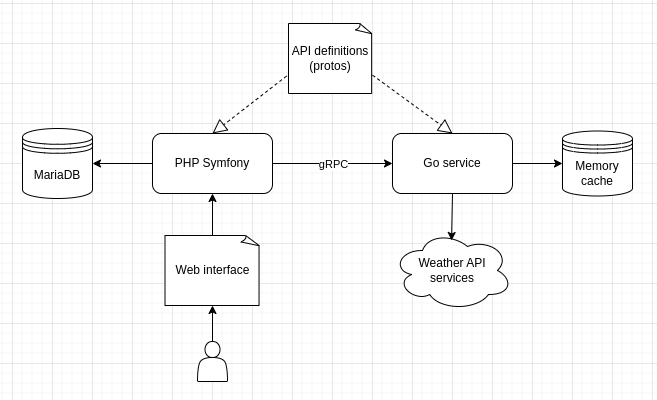 API definitions
(protos)
MariaDB
PHP Symfony
gRPC
Go service
Memory
cache
Web interface
Weather API
services